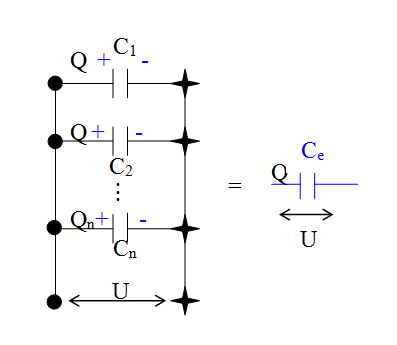 C1
Q + -
Q + -
C2
⋮
Qn + -
Cn
U
=
Ce
Q
U